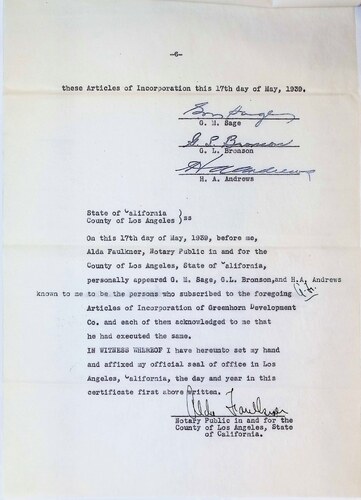 -6-
these Articles of Incorporation this 17th day of May, 1939.
G. M. Sage
G. L. Bronson
G. L. Bronson
H A Andrews
H. A. Andrews
State of California )
County of Los Angeles ) ss
On this 17th day of May, 1939, before me,
Alda Faulkner, Notary Public in and for the
County of Los Angeles, State of California,
personally appeared G. M. Sage, G.L. Bronson,and H.A. Andrews
known to me to be the persons who subscribed to the foregoing
Articles of Incorporation of Greenhorn Development
Co. and each of them acknowledged to me that
he had executed the same.
IN WITNESS WHEREOF I have hereunto set my hand
and affixed my official seal of office in Los
Angeles, California, the day and year in this
certificate first above written.
Alda Faulkner
Notary Public in and for the
County of Los Angeles, State
of California.